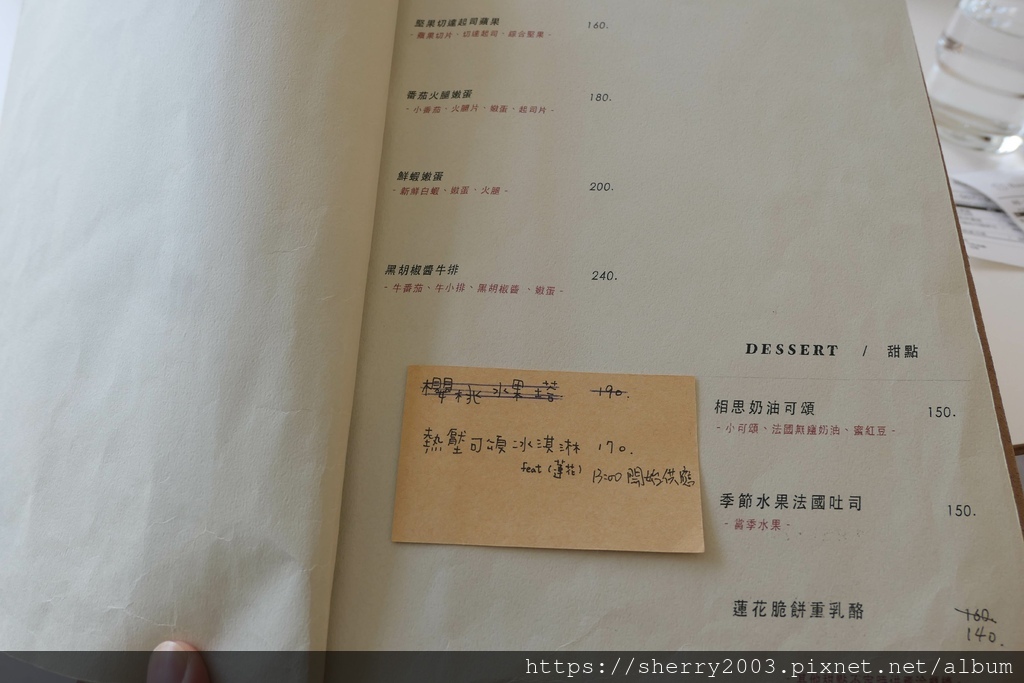 堅果切達起司蘋果 160.
- 蘋果切片、切達起司、綜合堅果 -
番茄火腿嫩蛋 180.
- 小番茄、火腿片、嫩蛋、起司片 -
鮮蝦嫩蛋 200.
- 新鮮白蝦、嫩蛋、火腿 -
黑胡椒醬牛排 240.
- 牛番茄、牛小排、黑胡椒醬、嫩蛋 -
DESSERT / 甜點
櫻桃水果塔 190.
熱壓可頌冰淇淋 170.
feat (蓮花)
13:00 開始供應
相思奶油可頌 150.
- 小可頌、法國無鹽奶油、蜜紅豆 -
季節水果法國吐司 150.
- 當季水果 -
蓮花脆餅重乳酪 160.
140.
https://sherry2003.pixnet.net/album